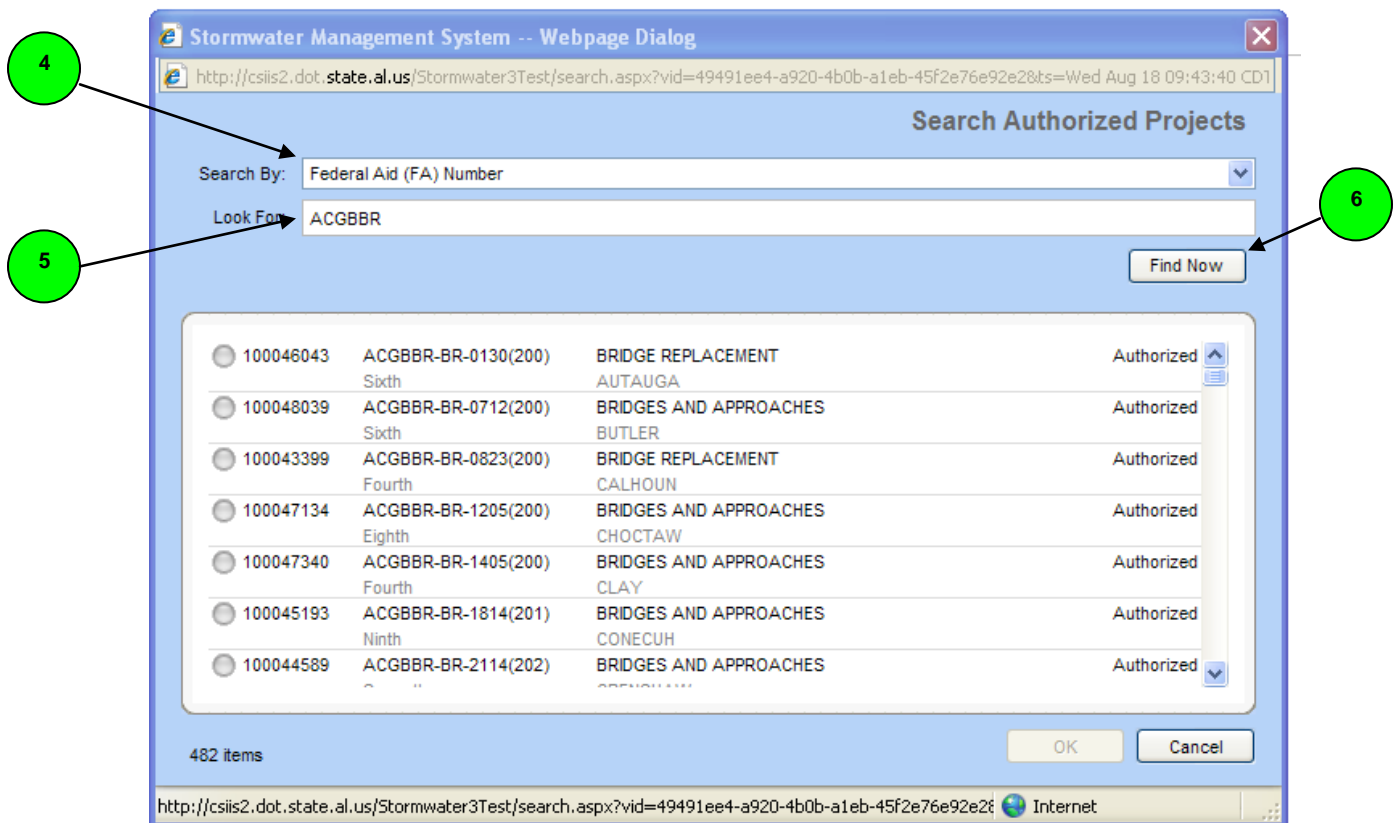 Stormwater Management System -- Webpage Dialog
http://csiis2.dot.state.al.us/Stormwater3Test/search.aspx?vid=49491ee4-a920-4b0b-a1eb-45f2e76e92e2&ts=Wed Aug 18 09:43:40 CDT
4
Search Authorized Projects
Search By: Federal Aid (FA) Number
Look For: ACGBBR
6
5
Find Now
100046043 ACGBBR-BR-0130(200) BRIDGE REPLACEMENT Authorized
Sixth AUTAUGA
100048039 ACGBBR-BR-0712(200) BRIDGES AND APPROACHES Authorized
Sixth BUTLER
100043399 ACGBBR-BR-0823(200) BRIDGE REPLACEMENT Authorized
Fourth CALHOUN
100047134 ACGBBR-BR-1205(200) BRIDGES AND APPROACHES Authorized
Eighth CHOCTAW
100047340 ACGBBR-BR-1405(200) BRIDGES AND APPROACHES Authorized
Fourth CLAY
100045193 ACGBBR-BR-1814(201) BRIDGES AND APPROACHES Authorized
Ninth CONECUH
100044589 ACGBBR-BR-2114(202) BRIDGES AND APPROACHES Authorized
482 items
OK Cancel
http://csiis2.dot.state.al.us/Stormwater3Test/search.aspx?vid=49491ee4-a920-4b0b-a1eb-45f2e76e92e28 Internet